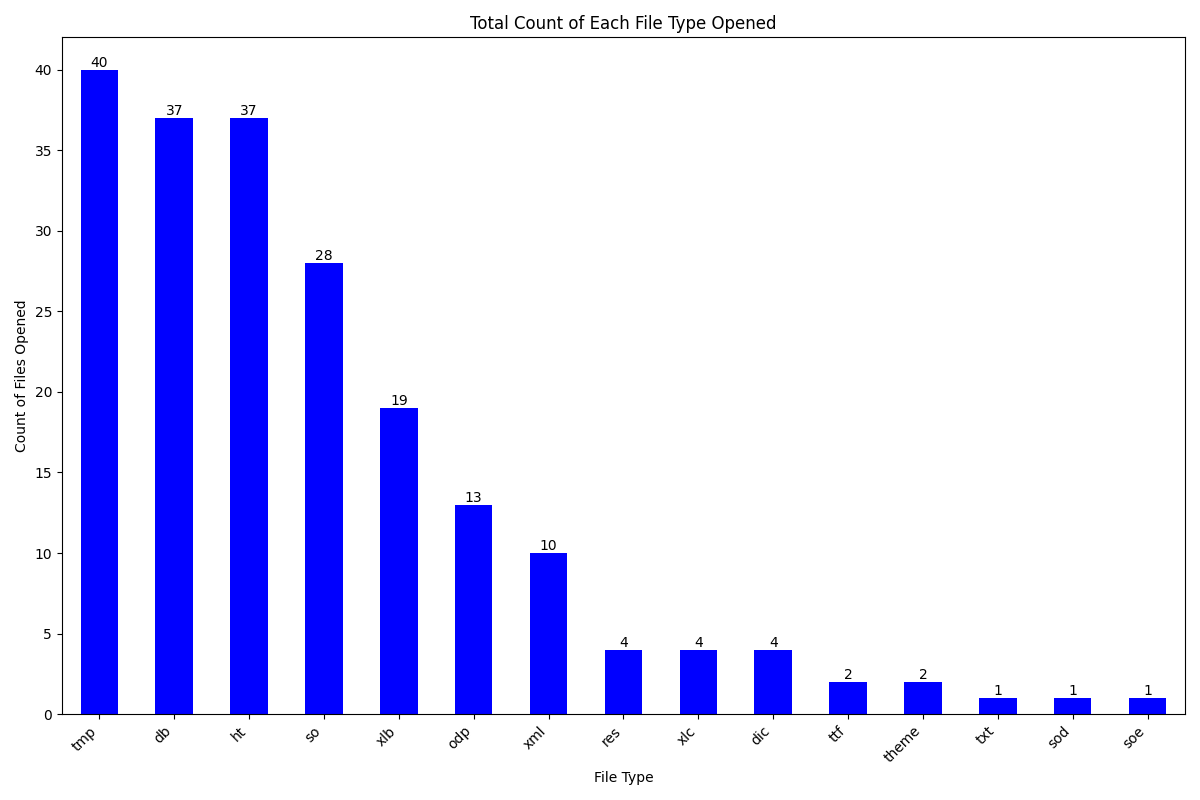 Total Count of Each File Type Opened
Count of Files Opened
40
35
30
25
20
15
10
5
0
40
37
37
28
19
13
10
4
4
4
2
2
1
1
1
tmp
db
ht
so
xlb
odp
xml
res
xlc
dic
ttf
theme
txt
sod
soe
File Type